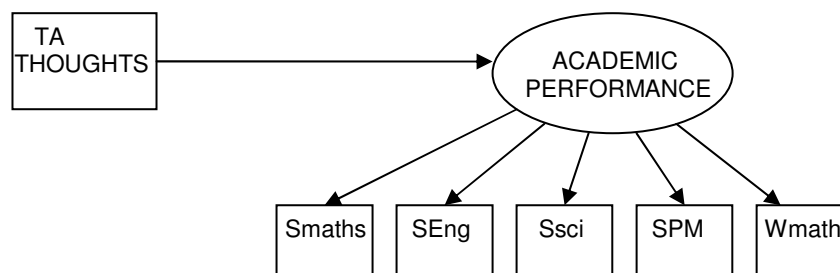 TA
THOUGHTS
ACADEMIC
PERFORMANCE
Smaths
SEng
Ssci
SPM
Wmath